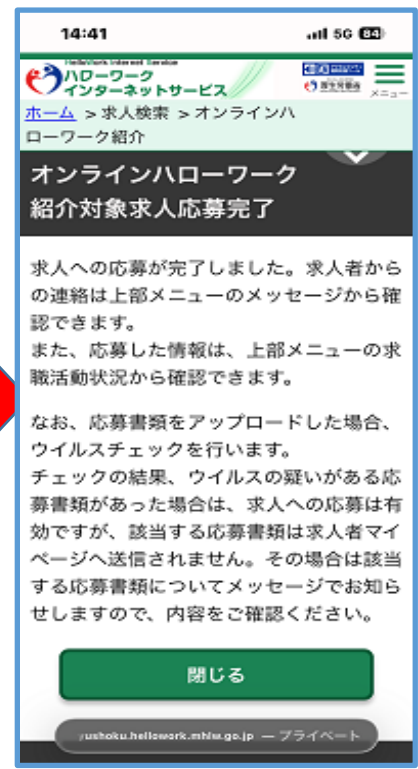 14:41
5G 84
HelloWork Internet Service
ハローワーク
インターネットサービス
厚生労働省
メニュー
ホーム > 求人検索 > オンラインハ
ローワーク紹介
オンラインハローワーク
紹介対象求人応募完了
求人への応募が完了しました。求人者から
の連絡は上部メニューのメッセージから確
認できます。
また、応募した情報は、上部メニューの求
職活動状況から確認できます。
なお、応募書類をアップロードした場合、
ウイルスチェックを行います。
チェックの結果、ウイルスの疑いがある応
募書類があった場合は、求人への応募は有
効ですが、該当する応募書類は求人者マイ
ページへ送信されません。その場合は該当
する応募書類についてメッセージでお知ら
せしますので、内容をご確認ください。
閉じる
yushoku.hellowork.mhlw.go.jp — プライベート